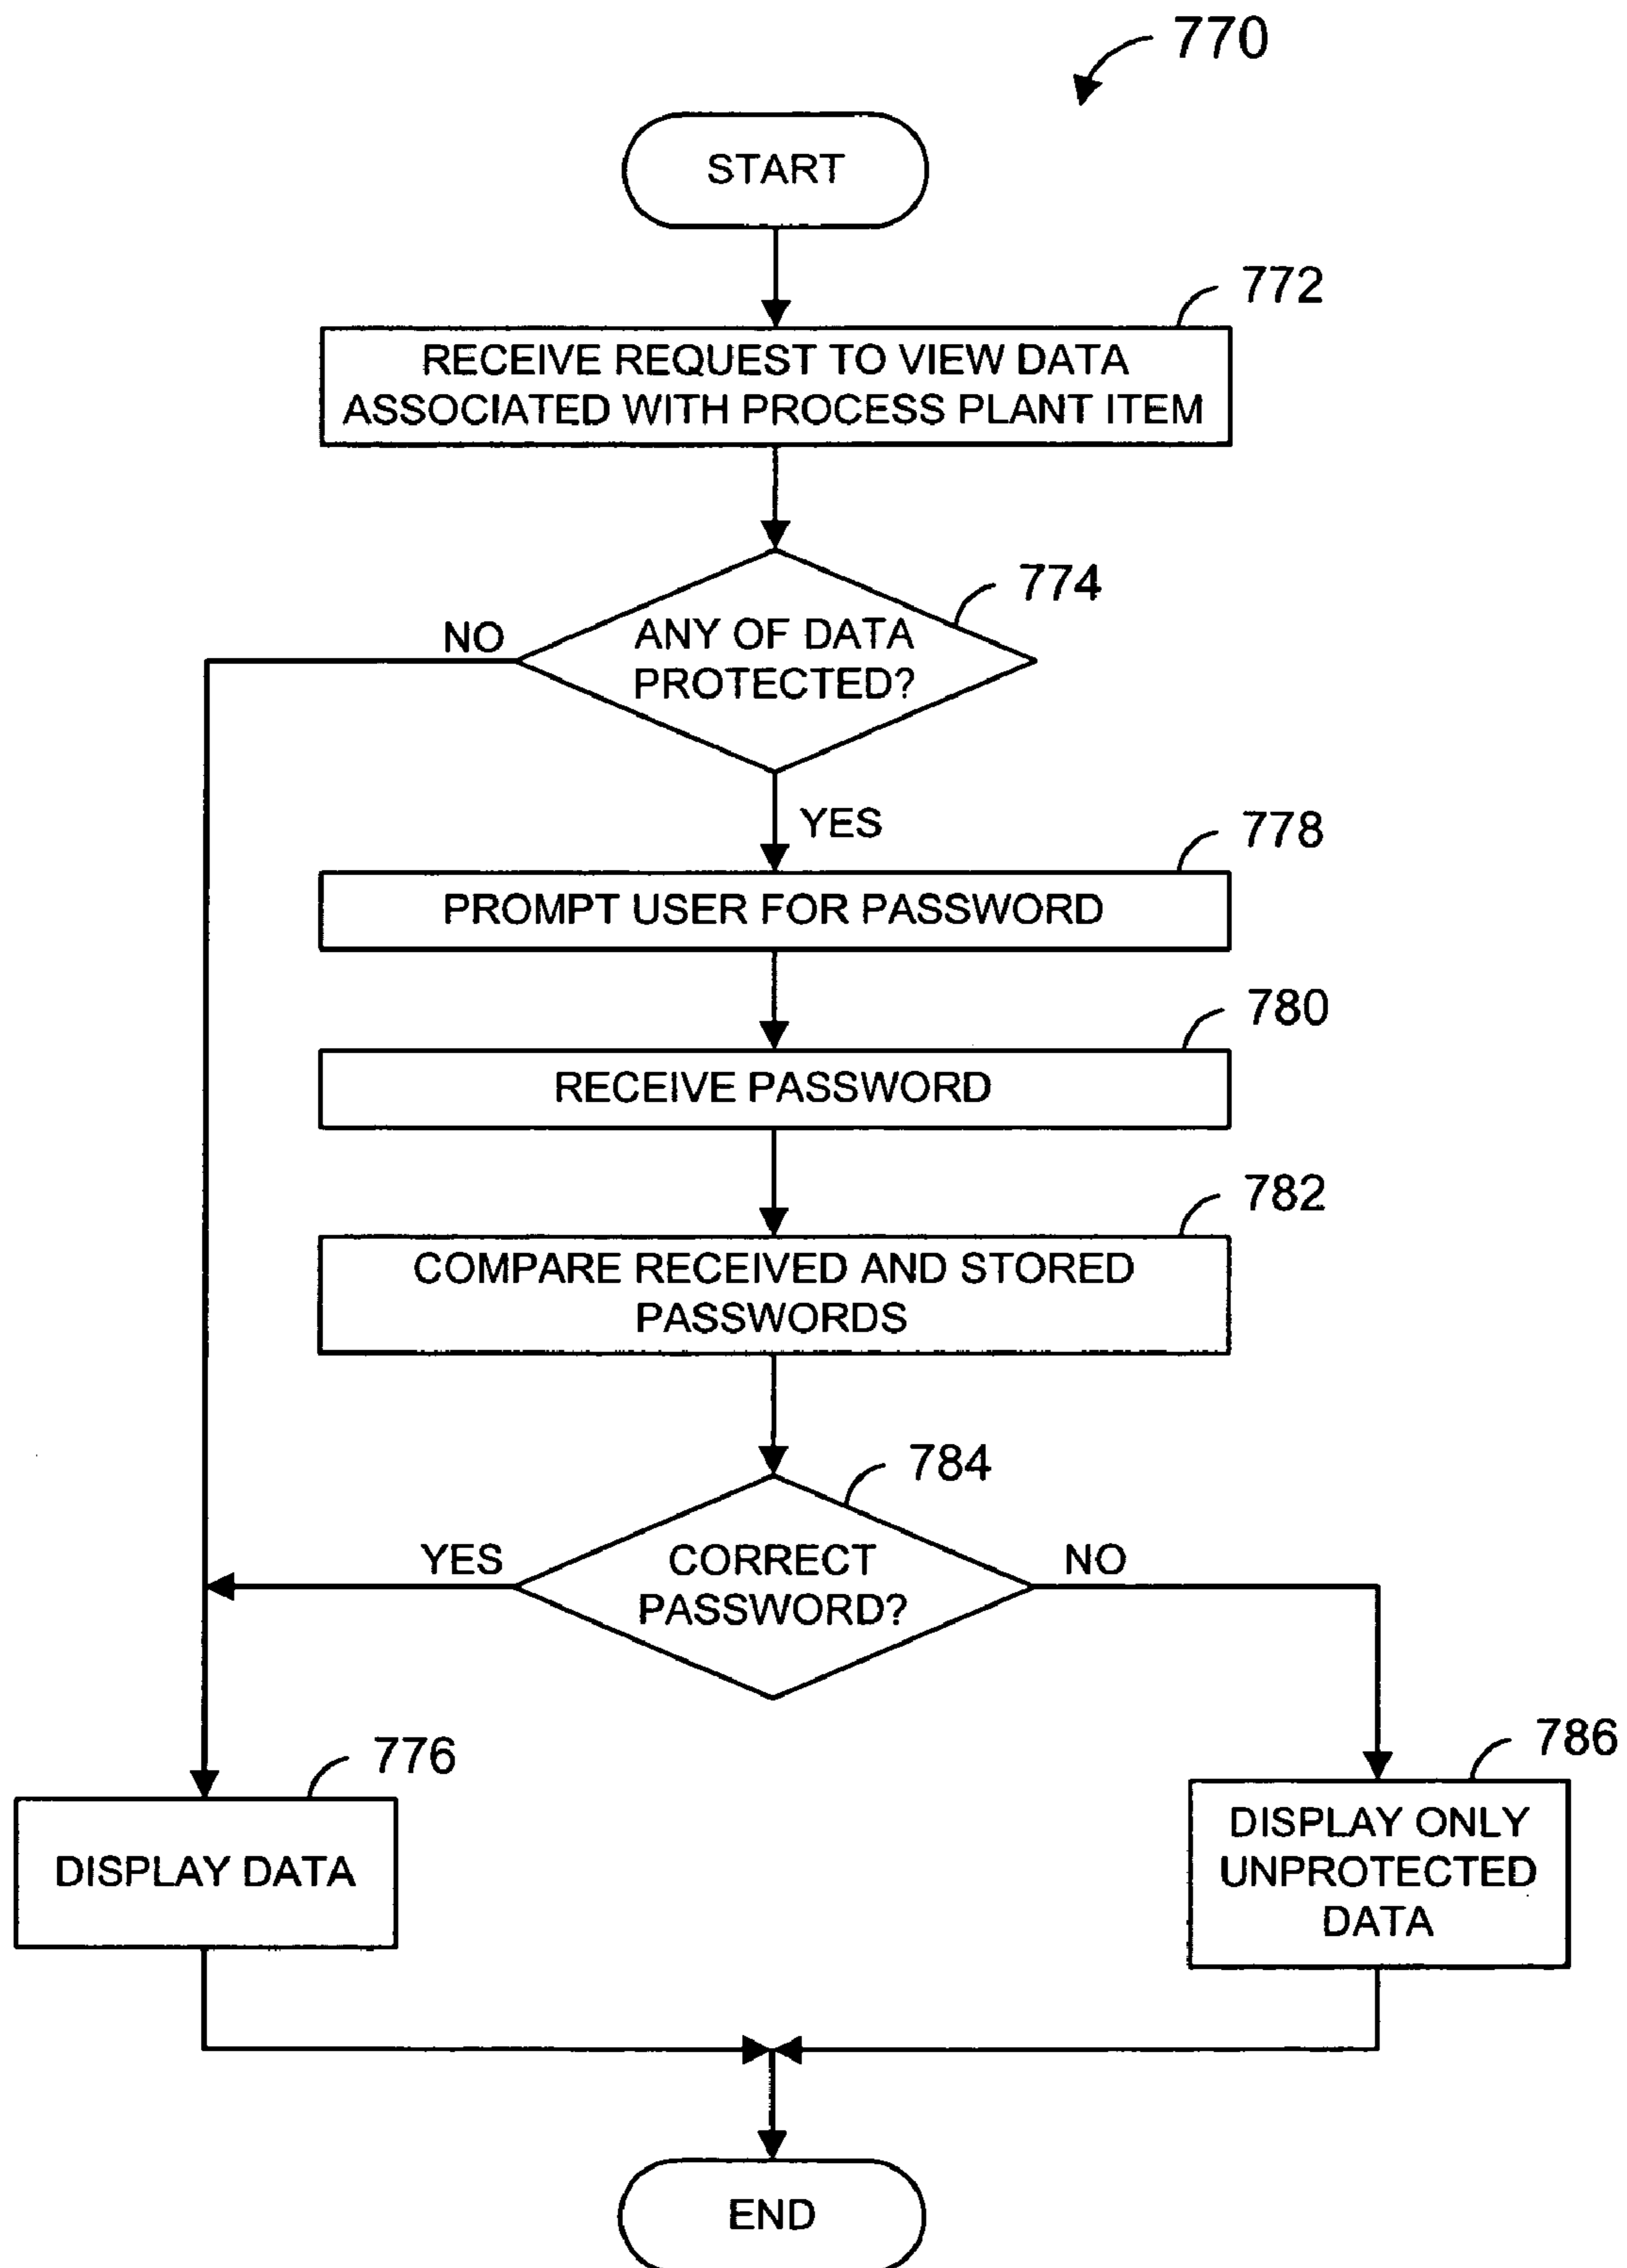 770
START
772
RECEIVE REQUEST TO VIEW DATA
ASSOCIATED WITH PROCESS PLANT ITEM
774
ANY OF DATA
PROTECTED?
NO
YES
778
PROMPT USER FOR PASSWORD
780
RECEIVE PASSWORD
782
COMPARE RECEIVED AND STORED
PASSWORDS
784
CORRECT
PASSWORD?
YES
NO
776
DISPLAY DATA
786
DISPLAY ONLY
UNPROTECTED
DATA
END